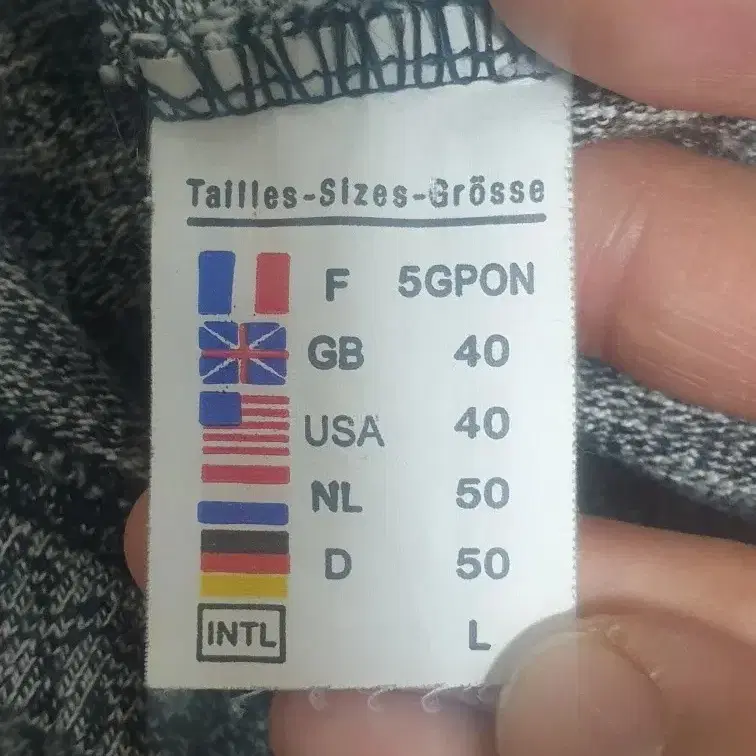 Tailles-Sizes-Grösse
F 5GPON
GB 40
USA 40
NL 50
D 50
INTL L